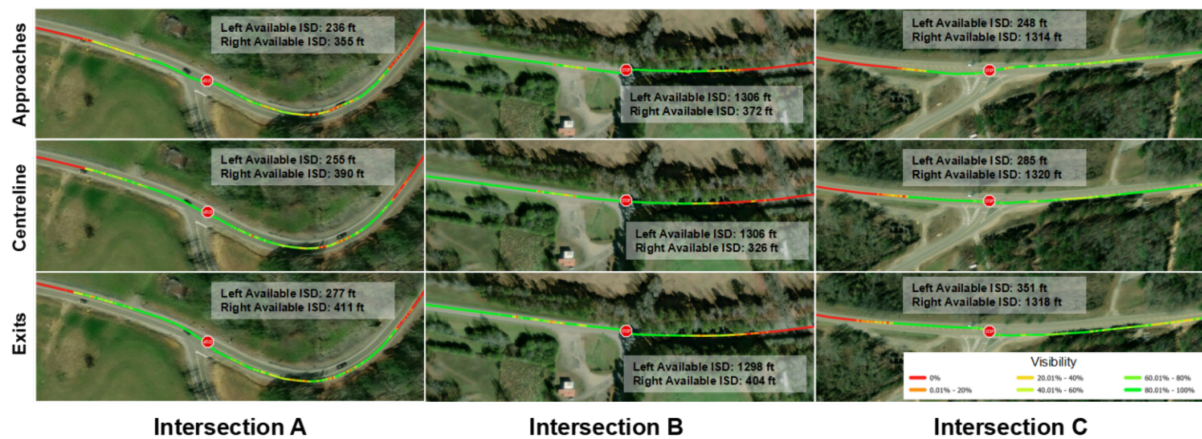 Approaches
Left Available ISD: 236 ft
Right Available ISD: 355 ft
Left Available ISD: 1306 ft
Right Available ISD: 372 ft
Left Available ISD: 248 ft
Right Available ISD: 1314 ft
Centreline
Left Available ISD: 255 ft
Right Available ISD: 390 ft
Left Available ISD: 1306 ft
Right Available ISD: 326 ft
Left Available ISD: 285 ft
Right Available ISD: 1320 ft
Exits
Left Available ISD: 277 ft
Right Available ISD: 411 ft
Left Available ISD: 1298 ft
Right Available ISD: 404 ft
Left Available ISD: 351 ft
Right Available ISD: 1318 ft
Visibility
0% 20.01% - 40% 60.01% - 80%
0.01% - 20% 40.01% - 60% 80.01% - 100%
Intersection A Intersection B Intersection C